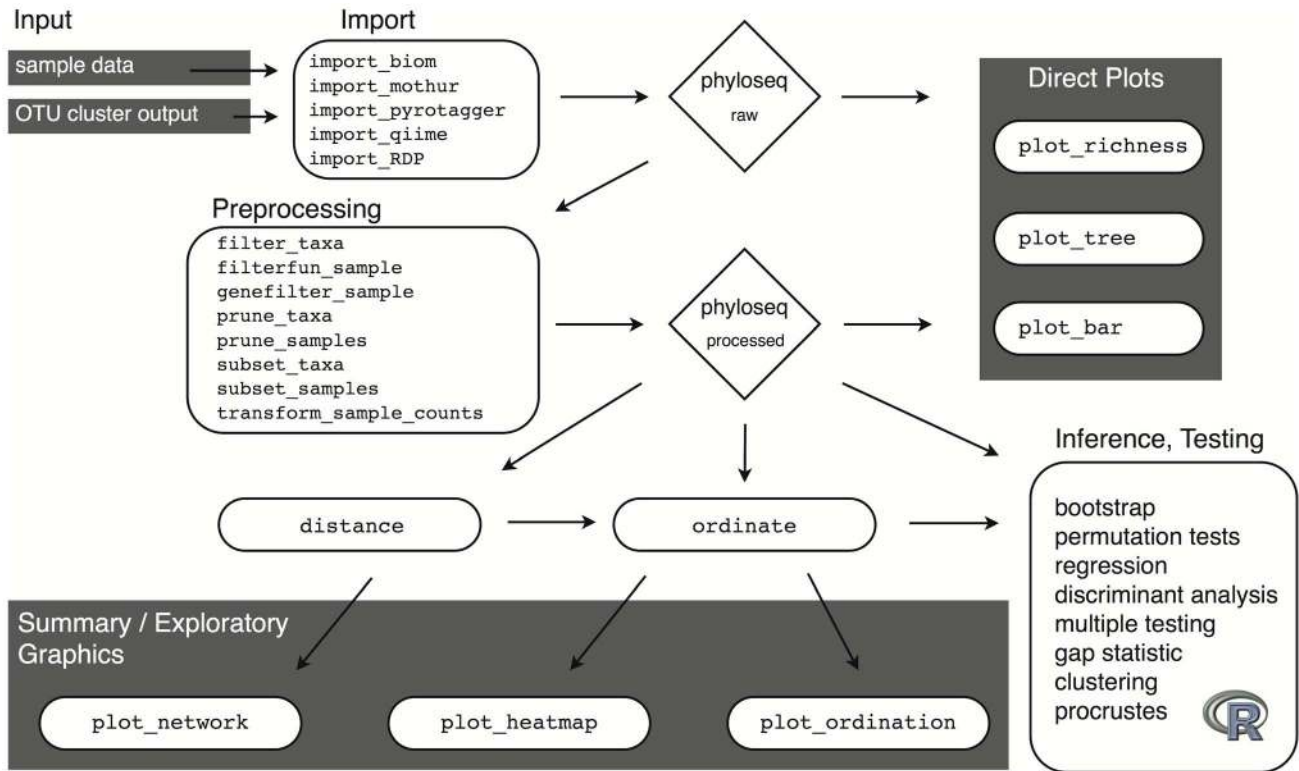 Input
sample data
OTU cluster output
Import
import_biom
import_mothur
import_pyrotagger
import_qiime
import_RDP
phyloseq
raw
Direct Plots
plot_richness
plot_tree
plot_bar
Preprocessing
filter_taxa
filterfun_sample
genefilter_sample
prune_taxa
prune_samples
subset_taxa
subset_samples
transform_sample_counts
phyloseq
processed
distance
ordinate
Inference, Testing
bootstrap
permutation tests
regression
discriminant analysis
multiple testing
gap statistic
clustering
procrustes
R
Summary / Exploratory
Graphics
plot_network
plot_heatmap
plot_ordination